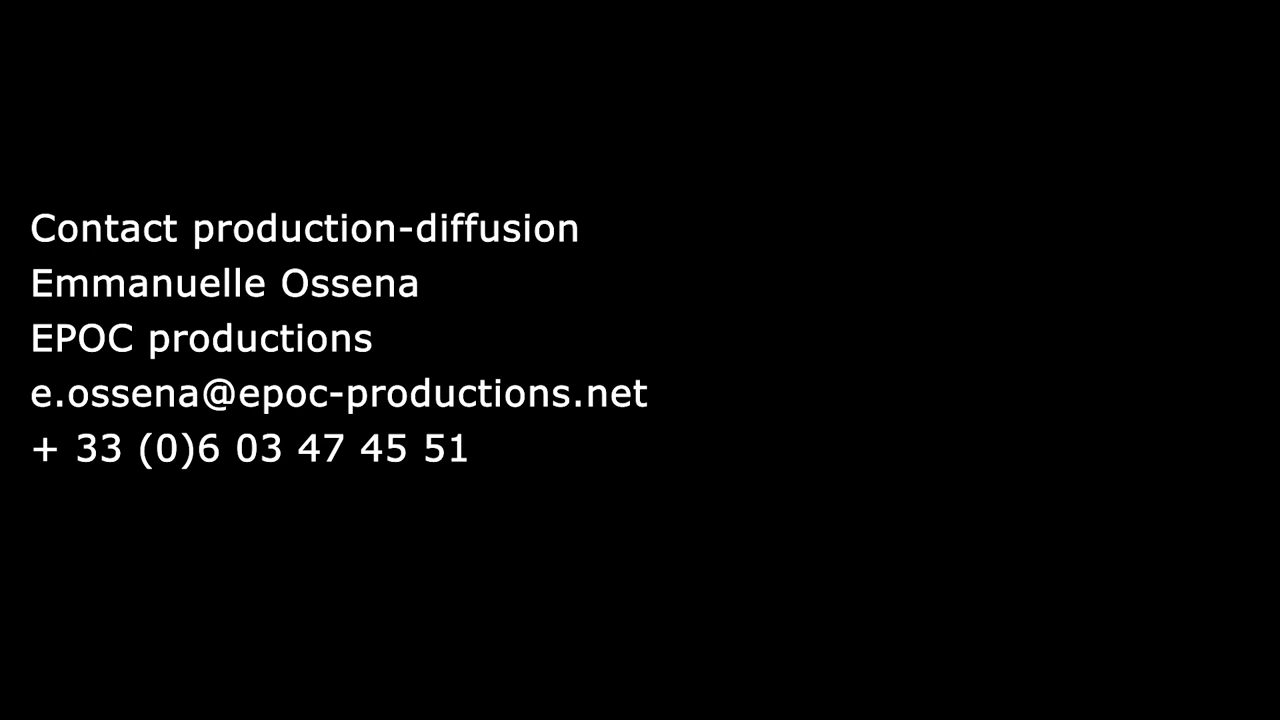 Contact production-diffusion
Emmanuelle Ossena
EPOC productions
e.ossena@epoc-productions.net
+ 33 (0)6 03 47 45 51